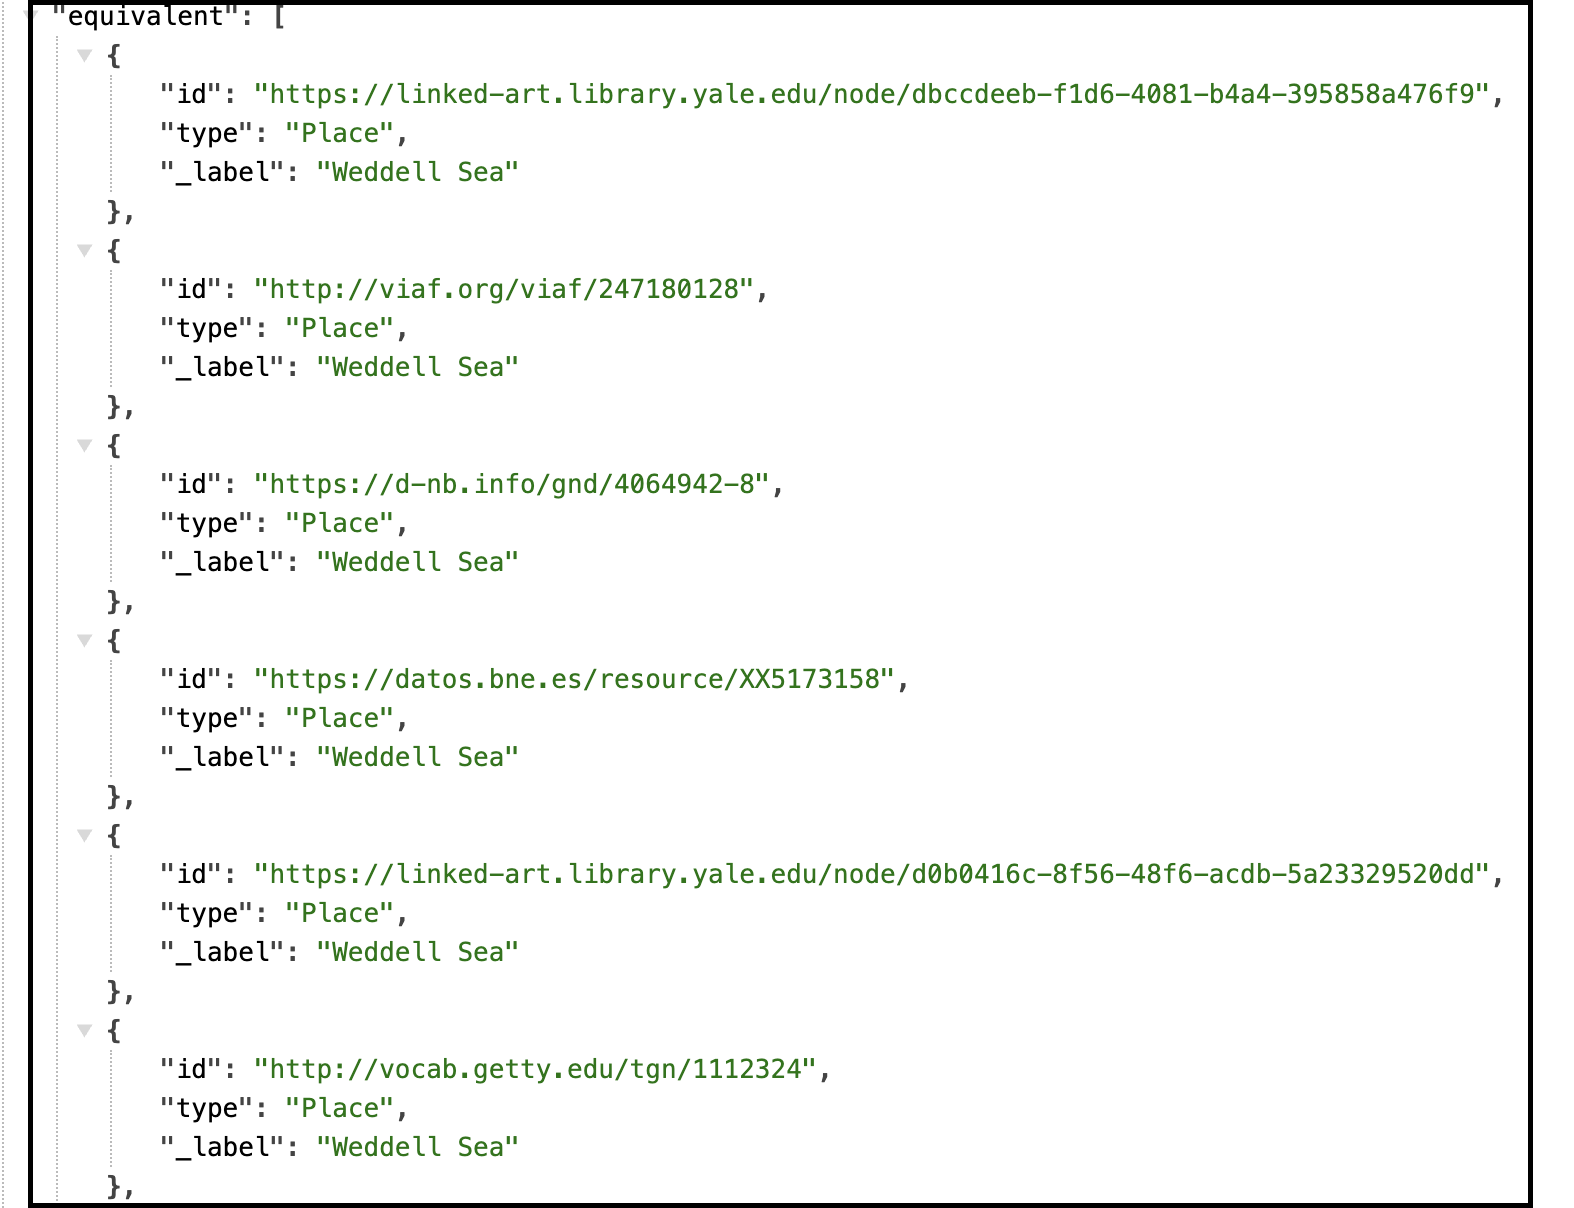 "equivalent": [
{
"id": "https://linked-art.library.yale.edu/node/dbccdeeb-f1d6-4081-b4a4-395858a476f9",
"type": "Place",
"_label": "Weddell Sea"
},
{
"id": "http://viaf.org/viaf/247180128",
"type": "Place",
"_label": "Weddell Sea"
},
{
"id": "https://d-nb.info/gnd/4064942-8",
"type": "Place",
"_label": "Weddell Sea"
},
{
"id": "https://datos.bne.es/resource/XX5173158",
"type": "Place",
"_label": "Weddell Sea"
},
{
"id": "https://linked-art.library.yale.edu/node/d0b0416c-8f56-48f6-acdb-5a23329520dd",
"type": "Place",
"_label": "Weddell Sea"
},
{
"id": "http://vocab.getty.edu/tgn/1112324",
"type": "Place",
"_label": "Weddell Sea"
},